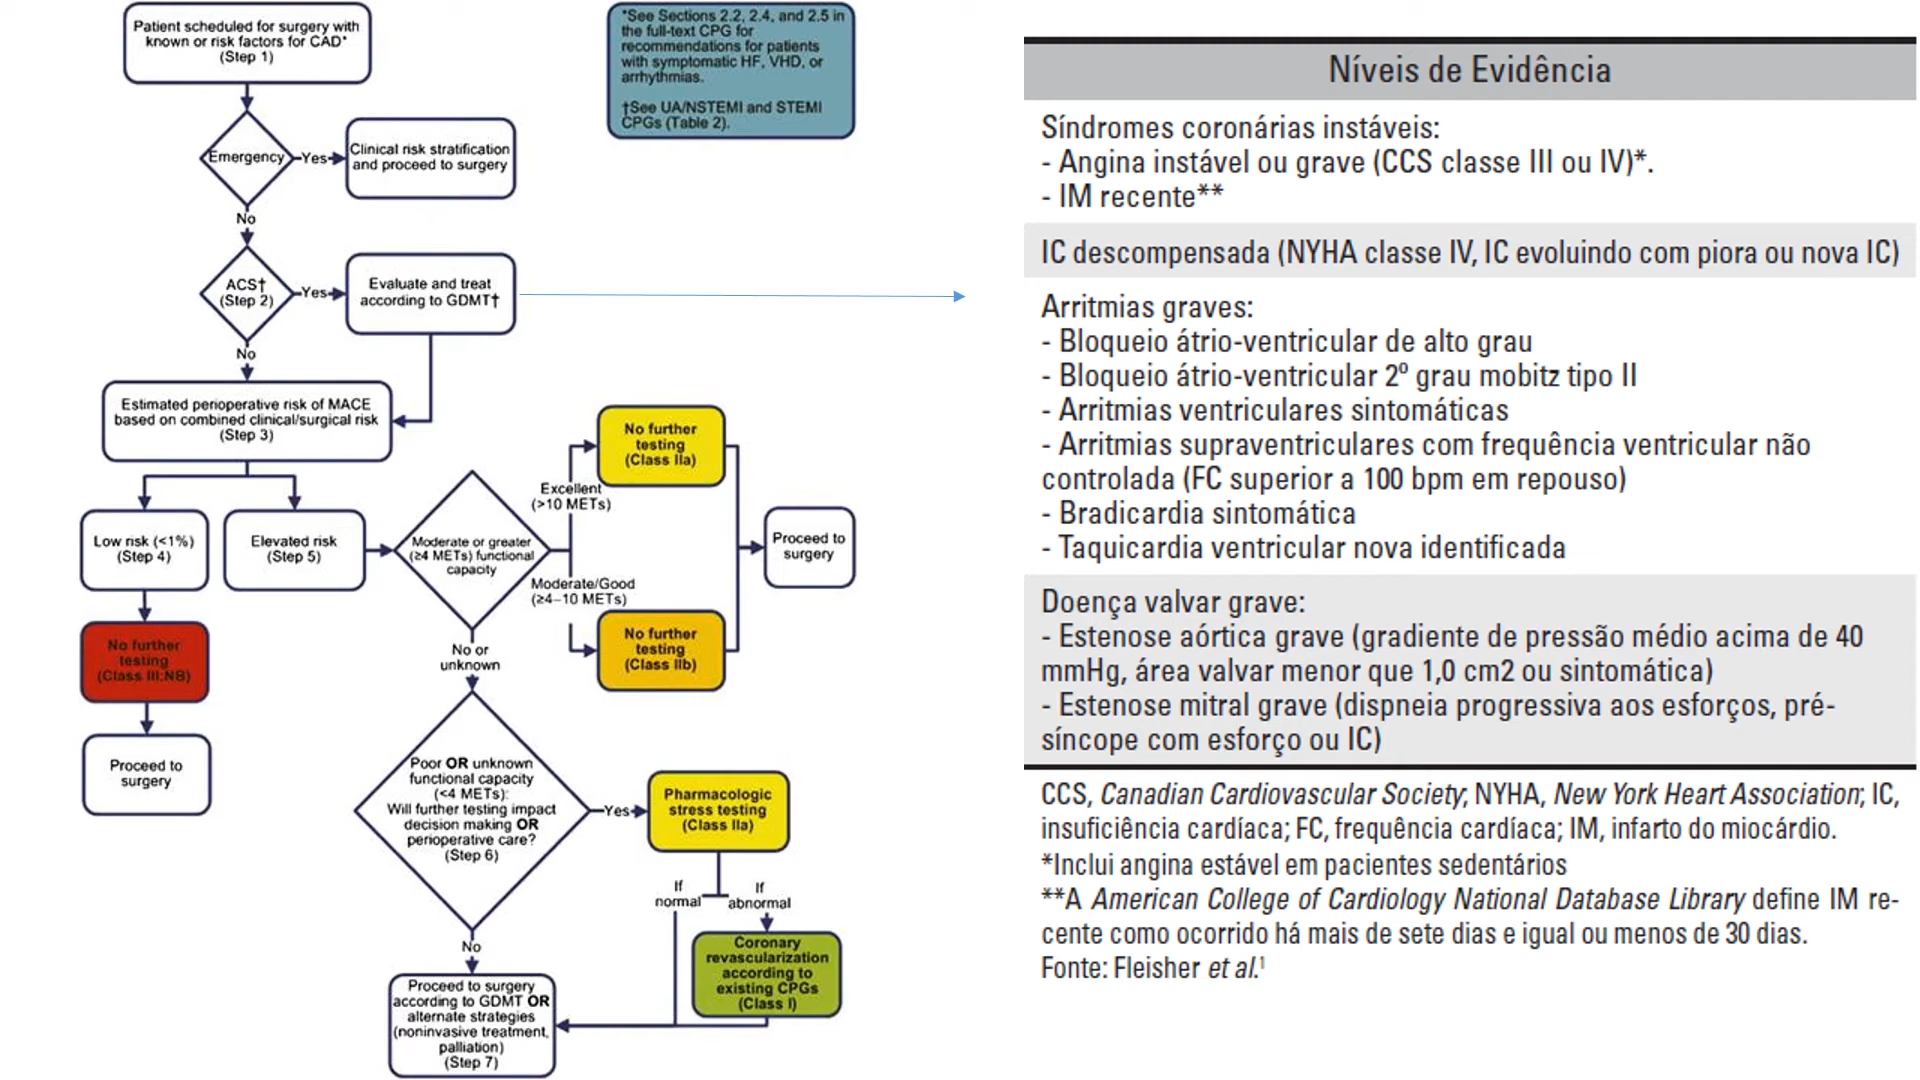 Patient scheduled for surgery with
known or risk factors for CAD*
(Step 1)
*See Sections 2.2, 2.4, and 2.5 in
the full-text CPG for
recommendations for patients
with symptomatic HF, VHD, or
arrhythmias.
†See UA/NSTEMI and STEMI
CPGs (Table 2).
Emergency
Yes
Clinical risk stratification
and proceed to surgery
No
ACS†
(Step 2)
Yes
Evaluate and treat
according to GDMT†
No
Estimated perioperative risk of MACE
based on combined clinical/surgical risk
(Step 3)
Low risk (<1%)
(Step 4)
Elevated risk
(Step 5)
Moderate or greater
(≥4 METs) functional
capacity
Excellent
(>10 METs)
No further
testing
(Class IIa)
Moderate/Good
(≥4–10 METs)
No further
testing
(Class IIb)
Proceed to
surgery
No further
testing
(Class III:NB)
Proceed to
surgery
No or
unknown
Poor OR unknown
functional capacity
(<4 METs):
Will further testing impact
decision making OR
perioperative care?
(Step 6)
Yes
Pharmacologic
stress testing
(Class IIa)
If
normal
If
abnormal
Coronary
revascularization
according to
existing CPGs
(Class I)
No
Proceed to surgery
according to GDMT OR
alternate strategies
(noninvasive treatment,
palliation)
(Step 7)
Níveis de Evidência
Síndromes coronárias instáveis:
- Angina instável ou grave (CCS classe III ou IV)*.
- IM recente**
IC descompensada (NYHA classe IV, IC evoluindo com piora ou nova IC)
Arritmias graves:
- Bloqueio átrio-ventricular de alto grau
- Bloqueio átrio-ventricular 2º grau mobitz tipo II
- Arritmias ventriculares sintomáticas
- Arritmias supraventriculares com frequência ventricular não
controlada (FC superior a 100 bpm em repouso)
- Bradicardia sintomática
- Taquicardia ventricular nova identificada
Doença valvar grave:
- Estenose aórtica grave (gradiente de pressão médio acima de 40
mmHg, área valvar menor que 1,0 cm2 ou sintomática)
- Estenose mitral grave (dispneia progressiva aos esforços, pré-
síncope com esforço ou IC)
CCS, Canadian Cardiovascular Society; NYHA, New York Heart Association; IC,
insuficiência cardíaca; FC, frequência cardíaca; IM, infarto do miocárdio.
*Inclui angina estável em pacientes sedentários
**A American College of Cardiology National Database Library define IM re-
cente como ocorrido há mais de sete dias e igual ou menos de 30 dias.
Fonte: Fleisher et al.¹